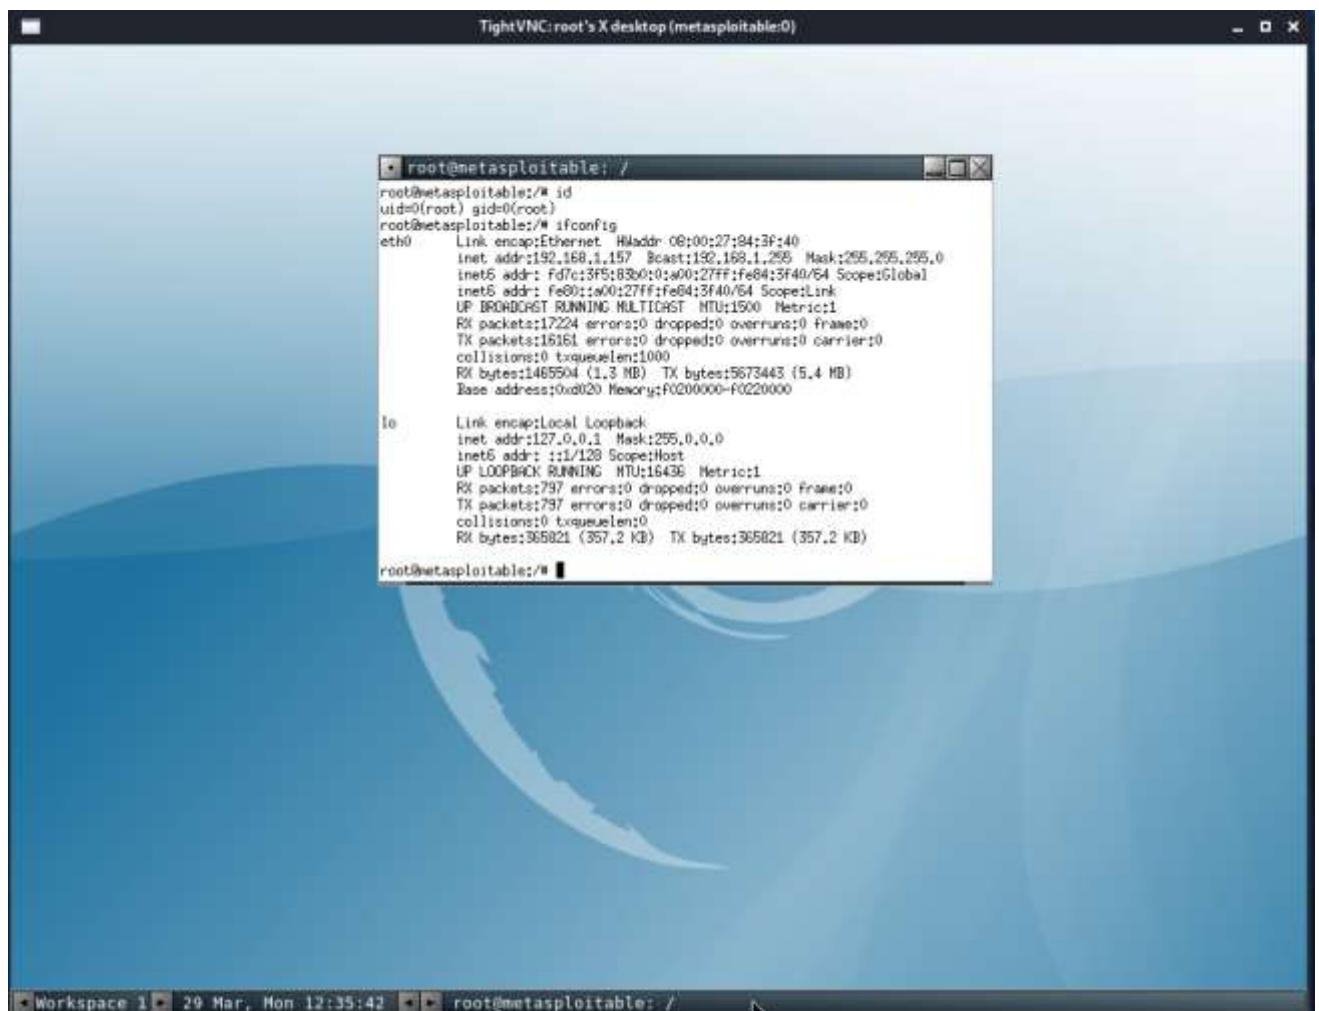 TightVNC: root's X desktop (metasploitable:0)
root@metasploitable: /
root@metasploitable:/# id
uid=0(root) gid=0(root)
root@metasploitable:/# ifconfig
eth0 Link encap:Ethernet HWaddr 08:00:27:84:3f:40
inet addr:192.168.1.157 Bcast:192.168.1.255 Mask:255.255.255.0
inet6 addr: fd7c:3f5:83b0:0:a00:27ff:fe84:3f40/64 Scope:Global
inet6 addr: fe80::a00:27ff:fe84:3f40/64 Scope:Link
UP BROADCAST RUNNING MULTICAST MTU:1500 Metric:1
RX packets:17224 errors:0 dropped:0 overruns:0 frame:0
TX packets:16161 errors:0 dropped:0 overruns:0 carrier:0
collisions:0 txqueuelen:1000
RX bytes:1465504 (1.3 MB) TX bytes:5673443 (5.4 MB)
Base address:0xd020 Memory:f0200000-f0220000
lo Link encap:Local Loopback
inet addr:127.0.0.1 Mask:255.0.0.0
inet6 addr: ::1/128 Scope:Host
UP LOOPBACK RUNNING MTU:16436 Metric:1
RX packets:797 errors:0 dropped:0 overruns:0 frame:0
TX packets:797 errors:0 dropped:0 overruns:0 carrier:0
collisions:0 txqueuelen:0
RX bytes:365821 (357.2 KB) TX bytes:365821 (357.2 KB)
root@metasploitable:/#
Workspace 1 29 Mar, Mon 12:35:42 root@metasploitable: /